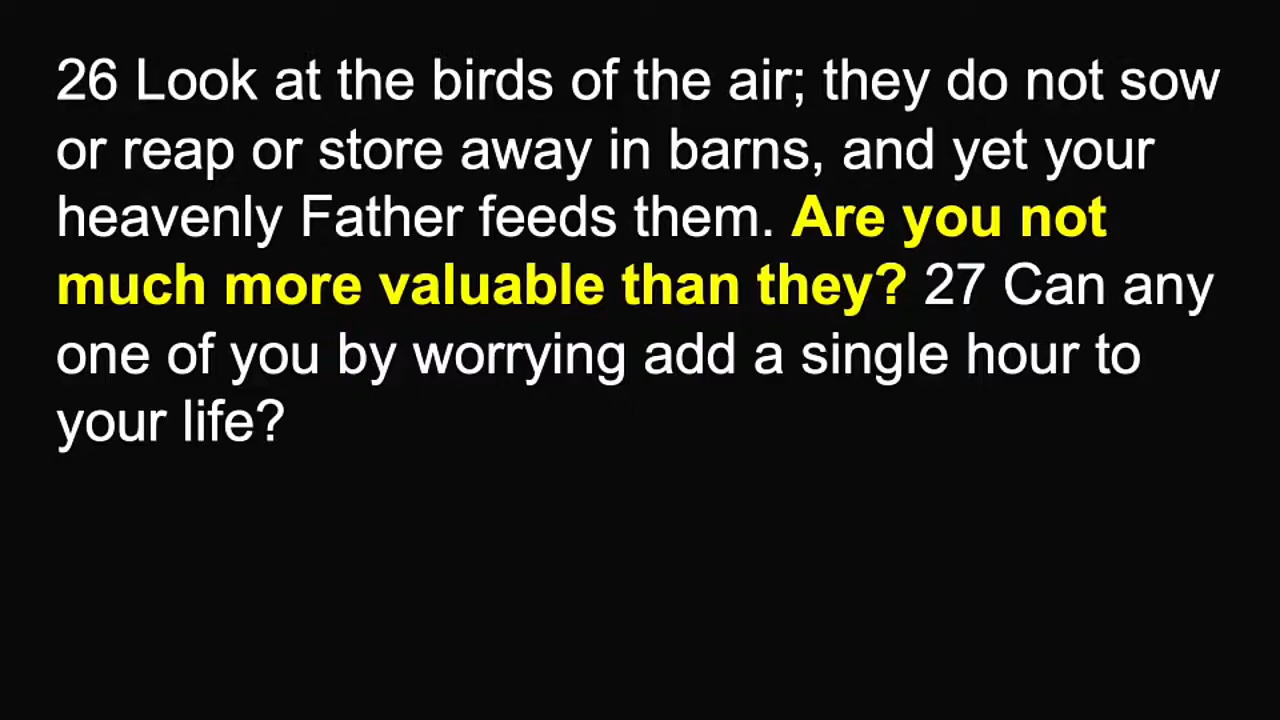 26 Look at the birds of the air; they do not sow
or reap or store away in barns, and yet your
heavenly Father feeds them. Are you not
much more valuable than they? 27 Can any
one of you by worrying add a single hour to
your life?